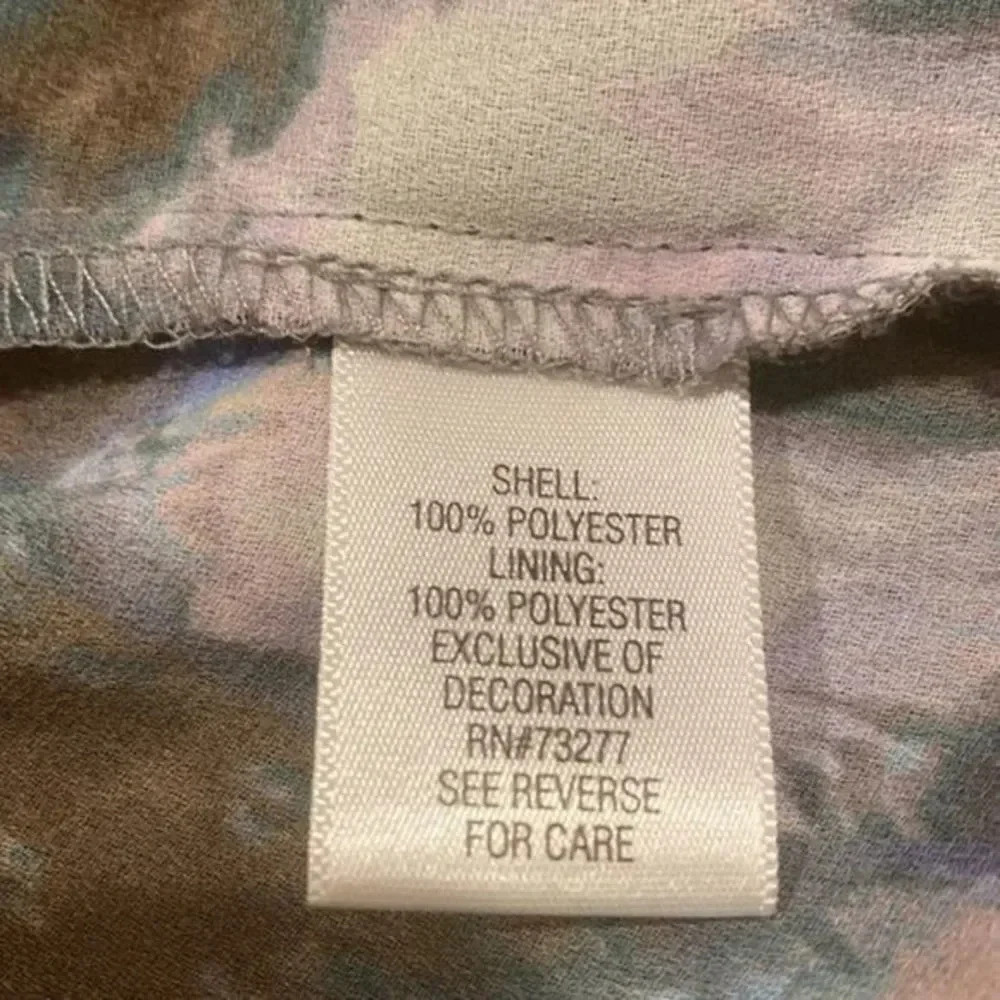 SHELL:
100% POLYESTER
LINING:
100% POLYESTER
EXCLUSIVE OF
DECORATION
RN#73277
SEE REVERSE
FOR CARE